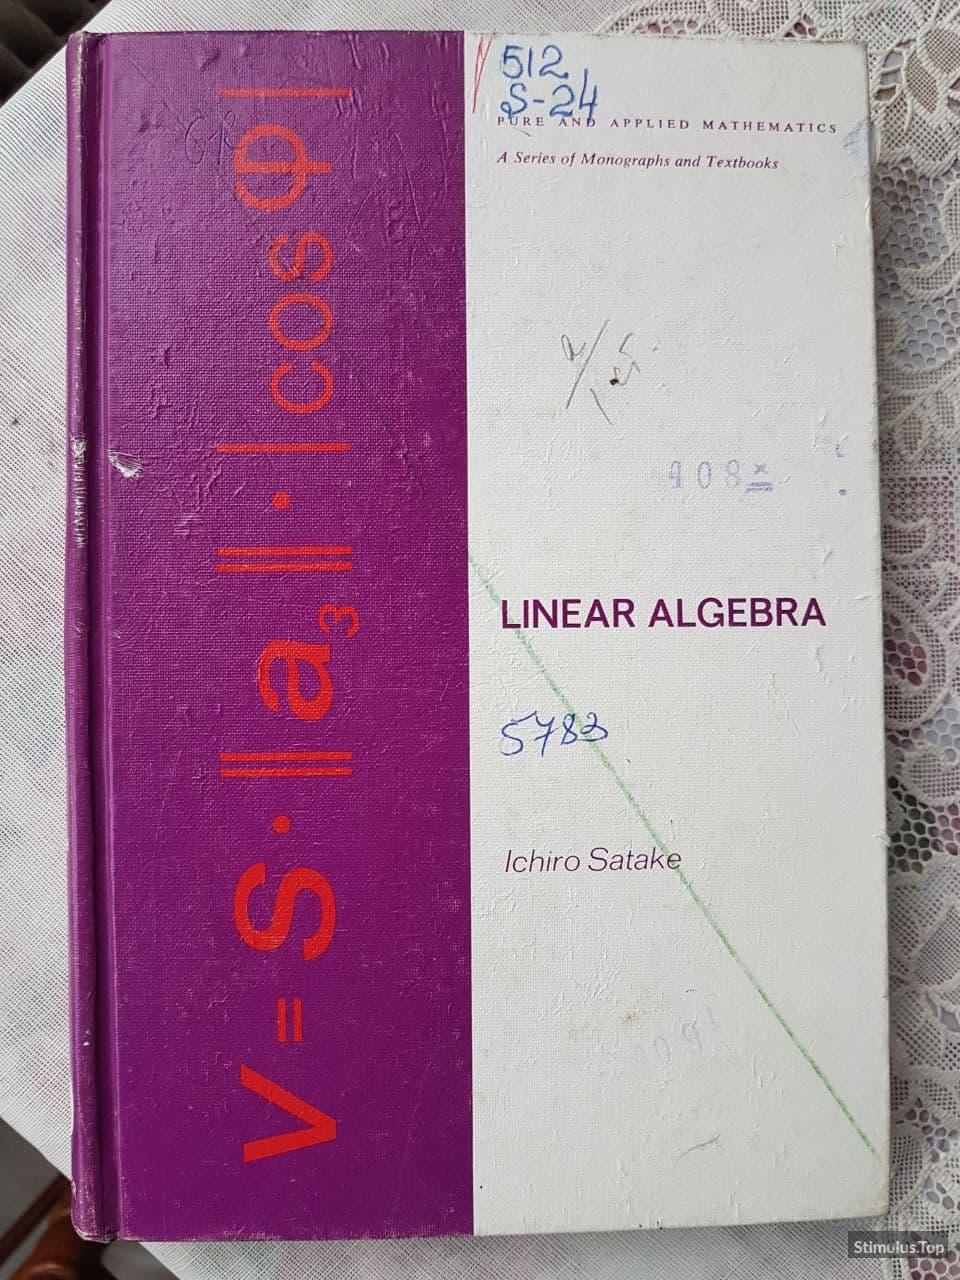 512
S-24
PURE AND APPLIED MATHEMATICS
A Series of Monographs and Textbooks
V = S · ||a₃|| · |cos φ|
908×
LINEAR ALGEBRA
5783
Ichiro Satake
Stimulus.Top